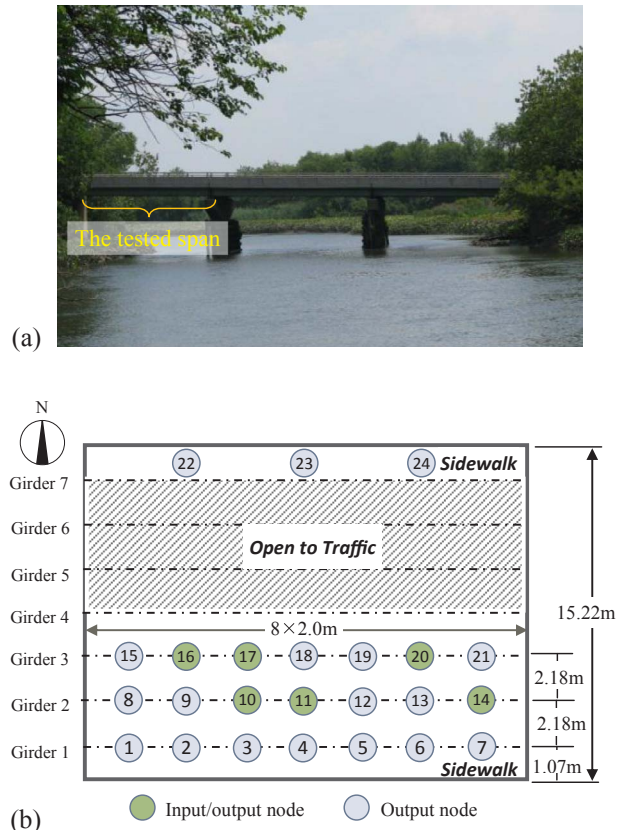 The tested span
(a)
N
22 23 24 Sidewalk
Girder 7
Girder 6
Open to Traffic
Girder 5
Girder 4
8×2.0m
15.22m
Girder 3 15 16 17 18 19 20 21
2.18m
Girder 2 8 9 10 11 12 13 14
2.18m
Girder 1 1 2 3 4 5 6 7
1.07m
Sidewalk
(b) Input/output node Output node